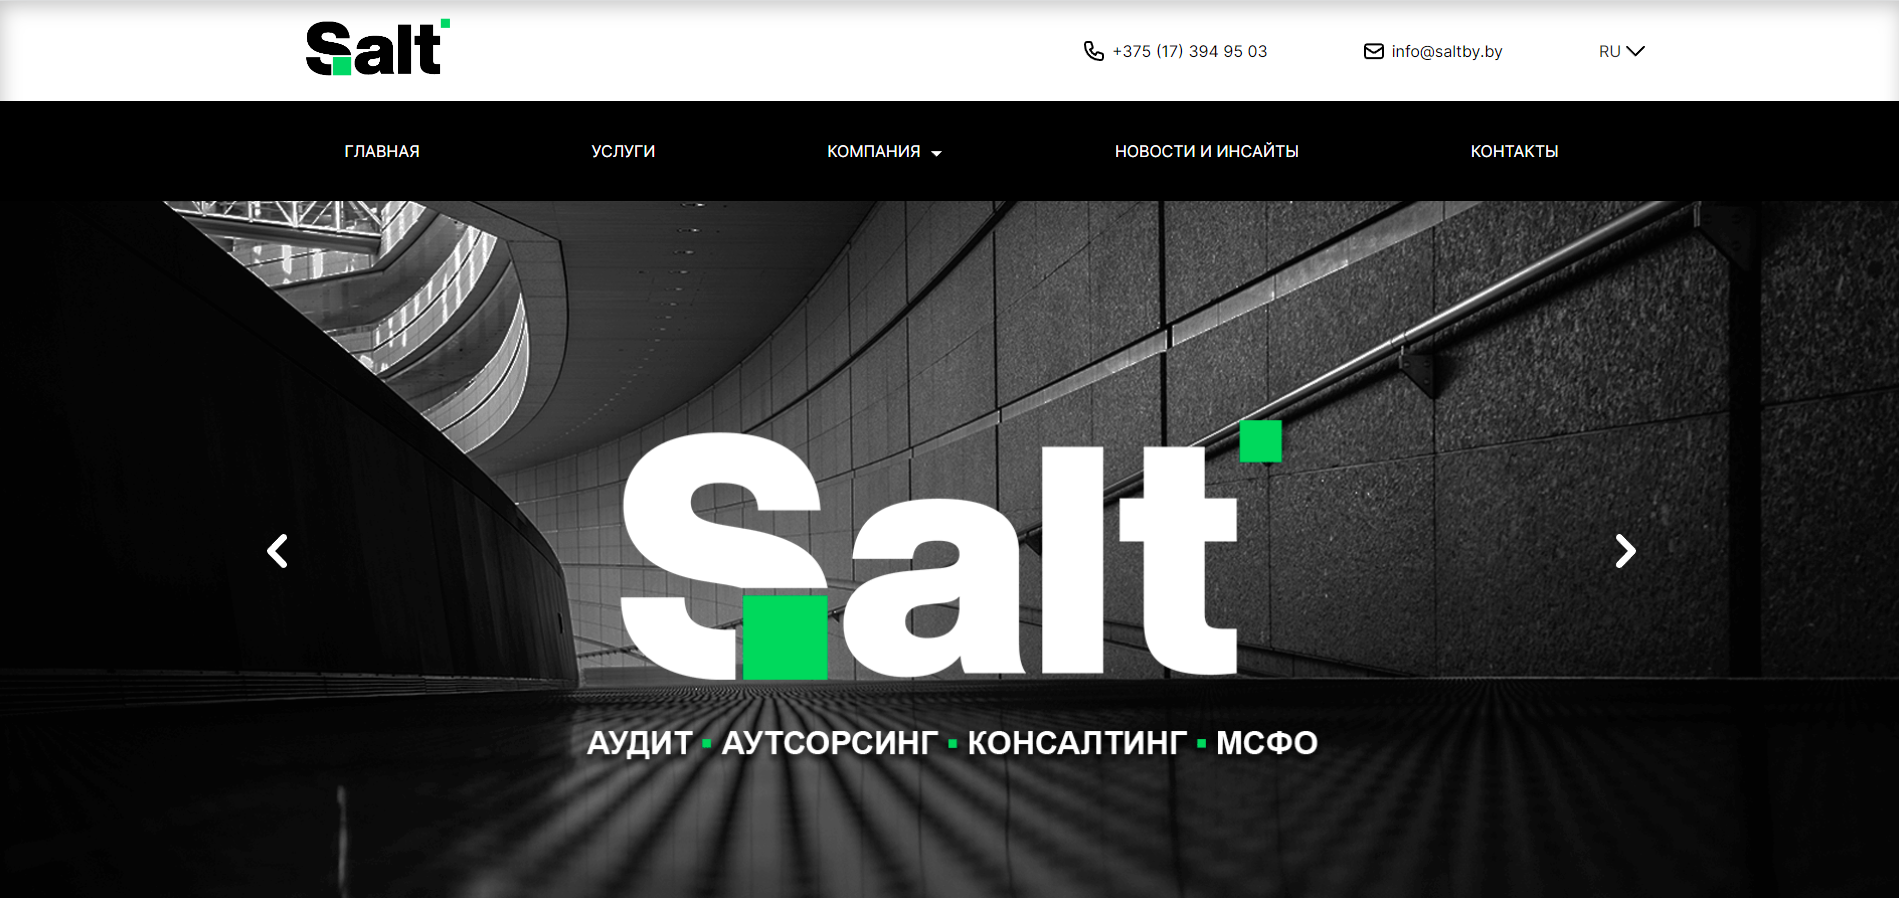 Salt
+375 (17) 394 95 03
info@saltby.by
RU
ГЛАВНАЯ
УСЛУГИ
КОМПАНИЯ
НОВОСТИ И ИНСАЙТЫ
КОНТАКТЫ
Salt
АУДИТ ▪ АУТСОРСИНГ ▪ КОНСАЛТИНГ ▪ МСФО